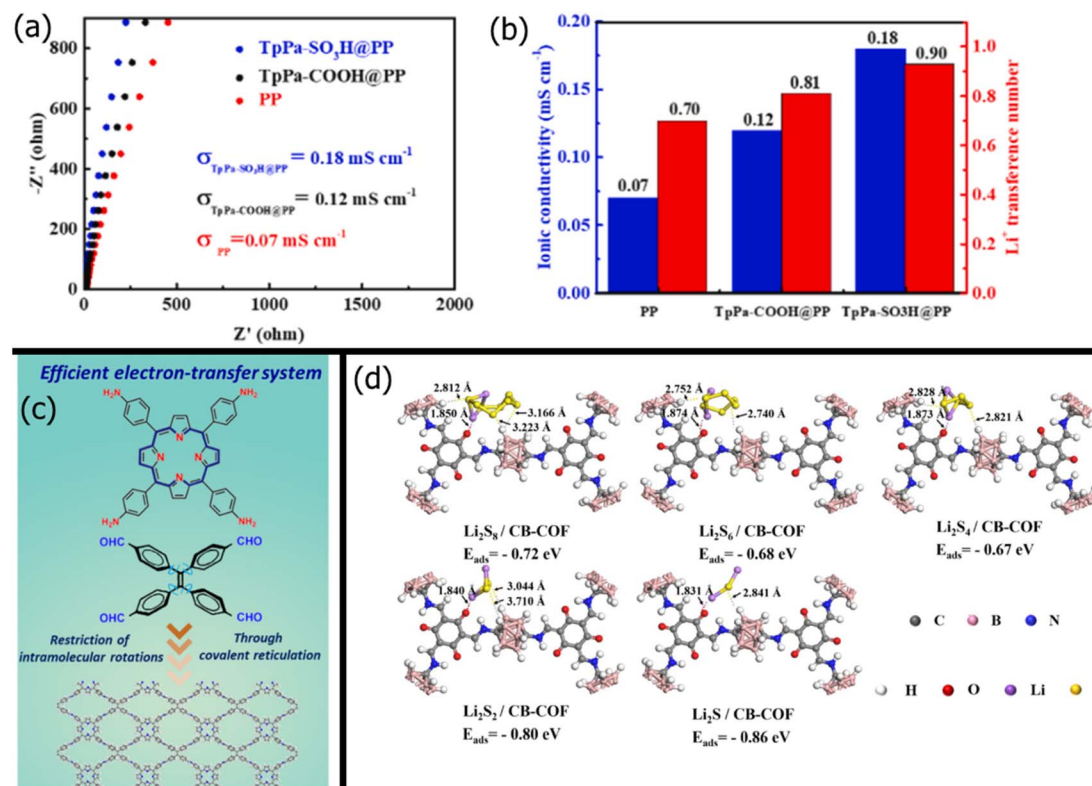 (a)
800
600
400
200
0
-Z" (ohm)
TpPa-SO₃H@PP
TpPa-COOH@PP
PP
σ TpPa-SO₃H@PP = 0.18 mS cm⁻¹
σ TpPa-COOH@PP = 0.12 mS cm⁻¹
σ PP =0.07 mS cm⁻¹
0 500 1000 1500 2000
Z' (ohm)
(b)
Ionic conductivity (mS cm⁻¹)
0.20
0.15
0.10
0.05
0.00
0.07 0.70
0.12 0.81
0.18 0.90
PP TpPa-COOH@PP TpPa-SO3H@PP
1.0
0.8
0.6
0.4
0.2
0.0
Li⁺ transference number
Efficient electron-transfer system
(c)
H₂N NH₂
N
N N
N
H₂N NH₂
OHC CHO
OHC CHO
Restriction of
intramolecular rotations
Through
covalent reticulation
(d)
2.812 Å
1.850 Å
3.166 Å
3.223 Å
Li₂S₈ / CB-COF
Eads= - 0.72 eV
2.752 Å
1.874 Å
2.740 Å
Li₂S₆ / CB-COF
Eads= - 0.68 eV
2.828 Å
1.873 Å
2.821 Å
Li₂S₄ / CB-COF
Eads= - 0.67 eV
1.840 Å
3.044 Å
3.710 Å
Li₂S₂ / CB-COF
Eads= - 0.80 eV
1.831 Å
2.841 Å
Li₂S / CB-COF
Eads= - 0.86 eV
C B N
H O Li